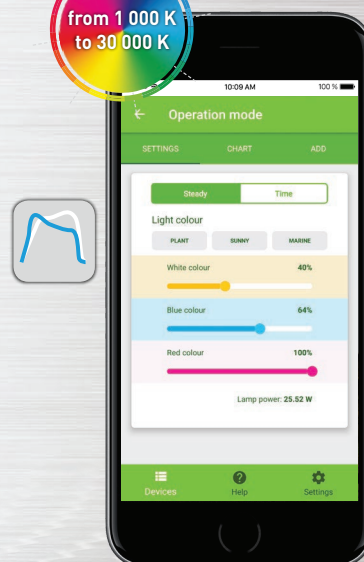 from 1 000 K
to 30 000 K
10:09 AM 100 %
Operation mode
SETTINGS CHART ADD
Steady Time
Light colour
PLANT SUNNY MARINE
White colour 40%
Blue colour 64%
Red colour 100%
Lamp power: 25.52 W
Devices Help Settings